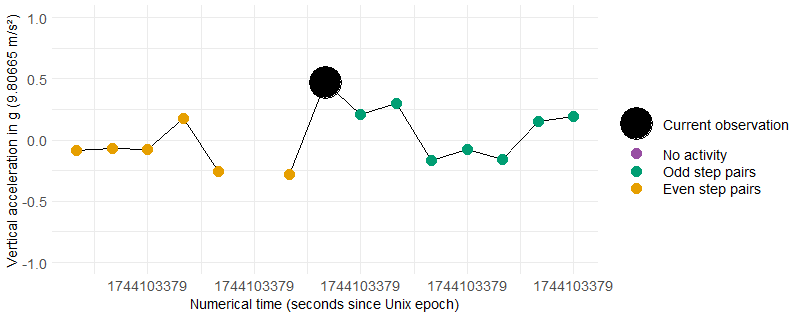 Vertical acceleration in g (9.80665 m/s²)
1.0
0.5
0.0
-0.5
-1.0
1744103379 1744103379 1744103379 1744103379 1744103379
Numerical time (seconds since Unix epoch)
Current observation
No activity
Odd step pairs
Even step pairs